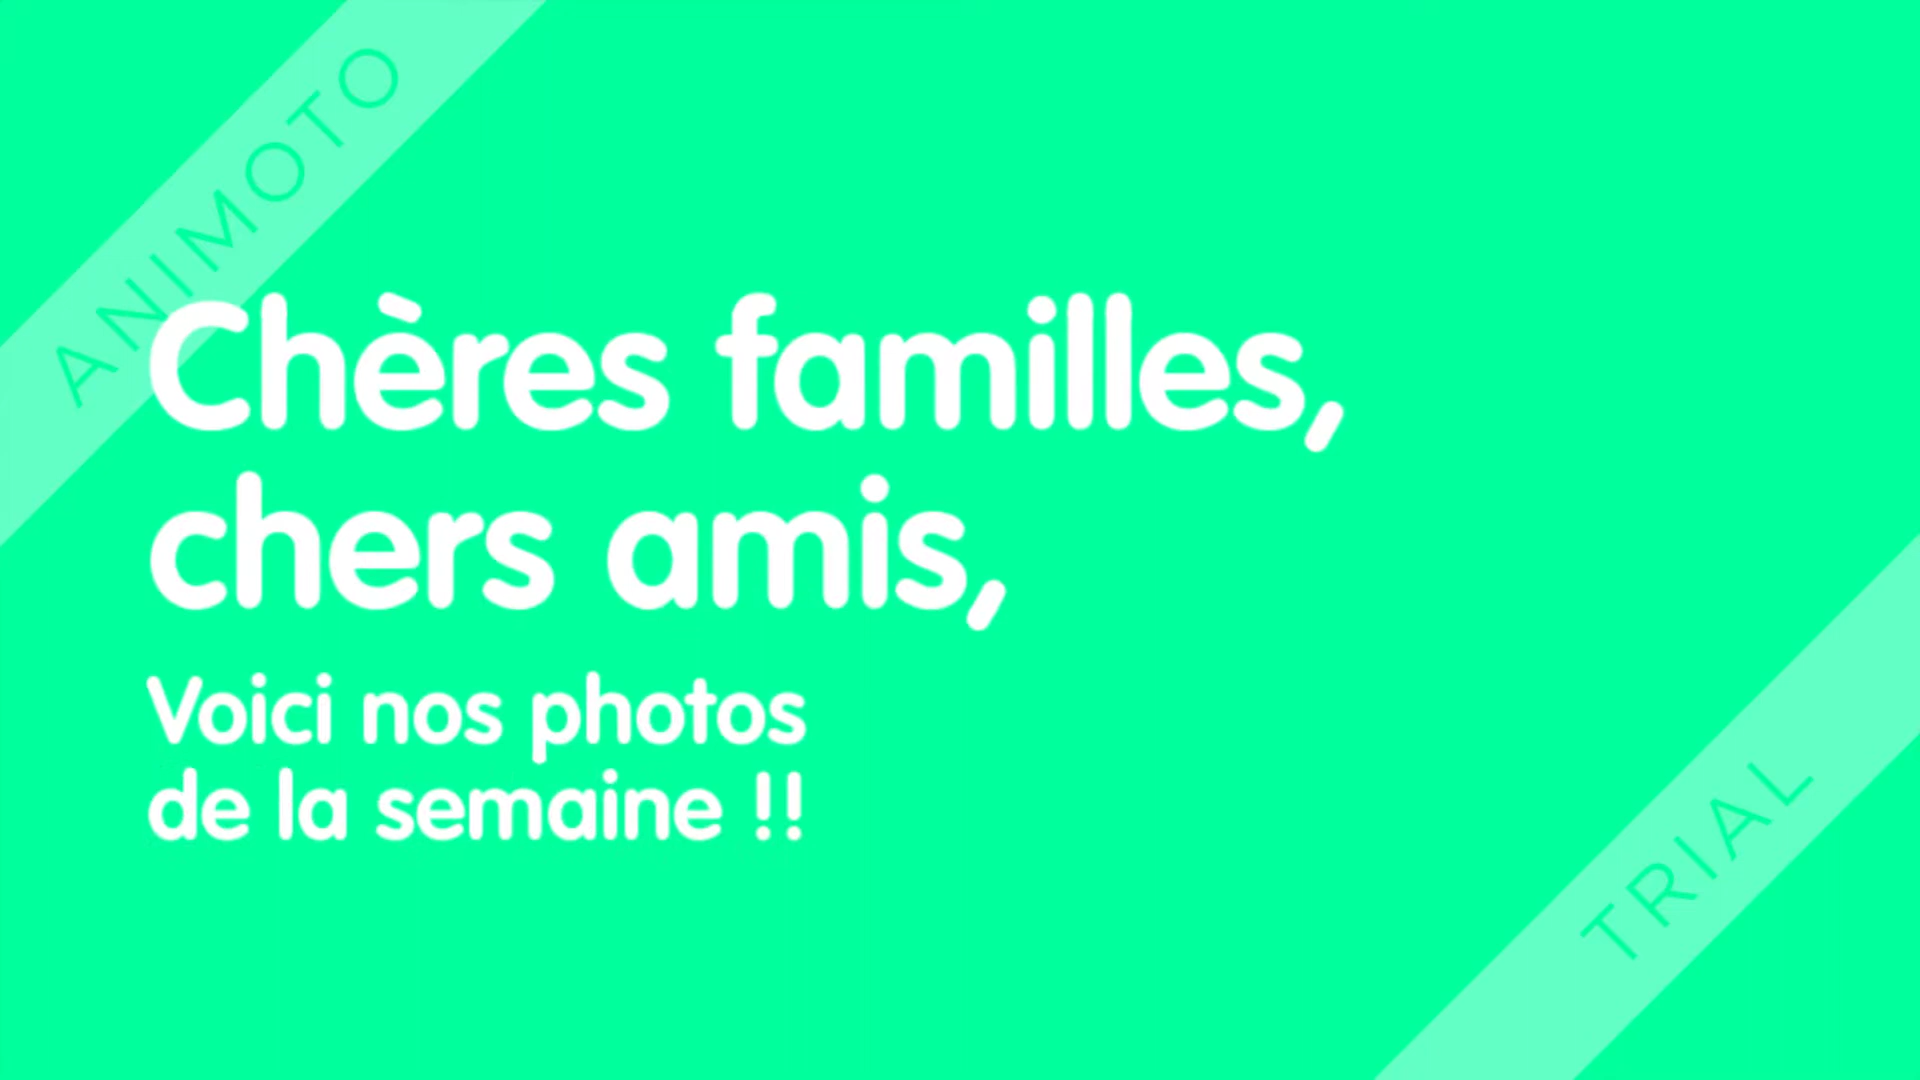 ANIMOTO
Chères familles,
chers amis,
Voici nos photos
de la semaine !!
TRIAL